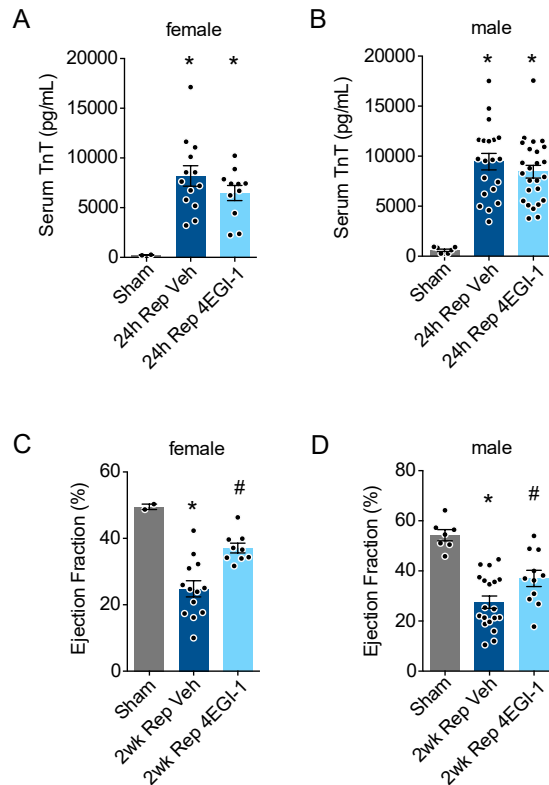 A
female
Serum TnT (pg/mL)
20000
15000
10000
5000
0
* *
Sham
24h Rep Veh
24h Rep 4EGI-1
B
male
Serum TnT (pg/mL)
20000
15000
10000
5000
0
* *
Sham
24h Rep Veh
24h Rep 4EGI-1
C
female
Ejection Fraction (%)
60
40
20
0
* #
Sham
2wk Rep Veh
2wk Rep 4EGI-1
D
male
Ejection Fraction (%)
80
60
40
20
0
* #
Sham
2wk Rep Veh
2wk Rep 4EGI-1